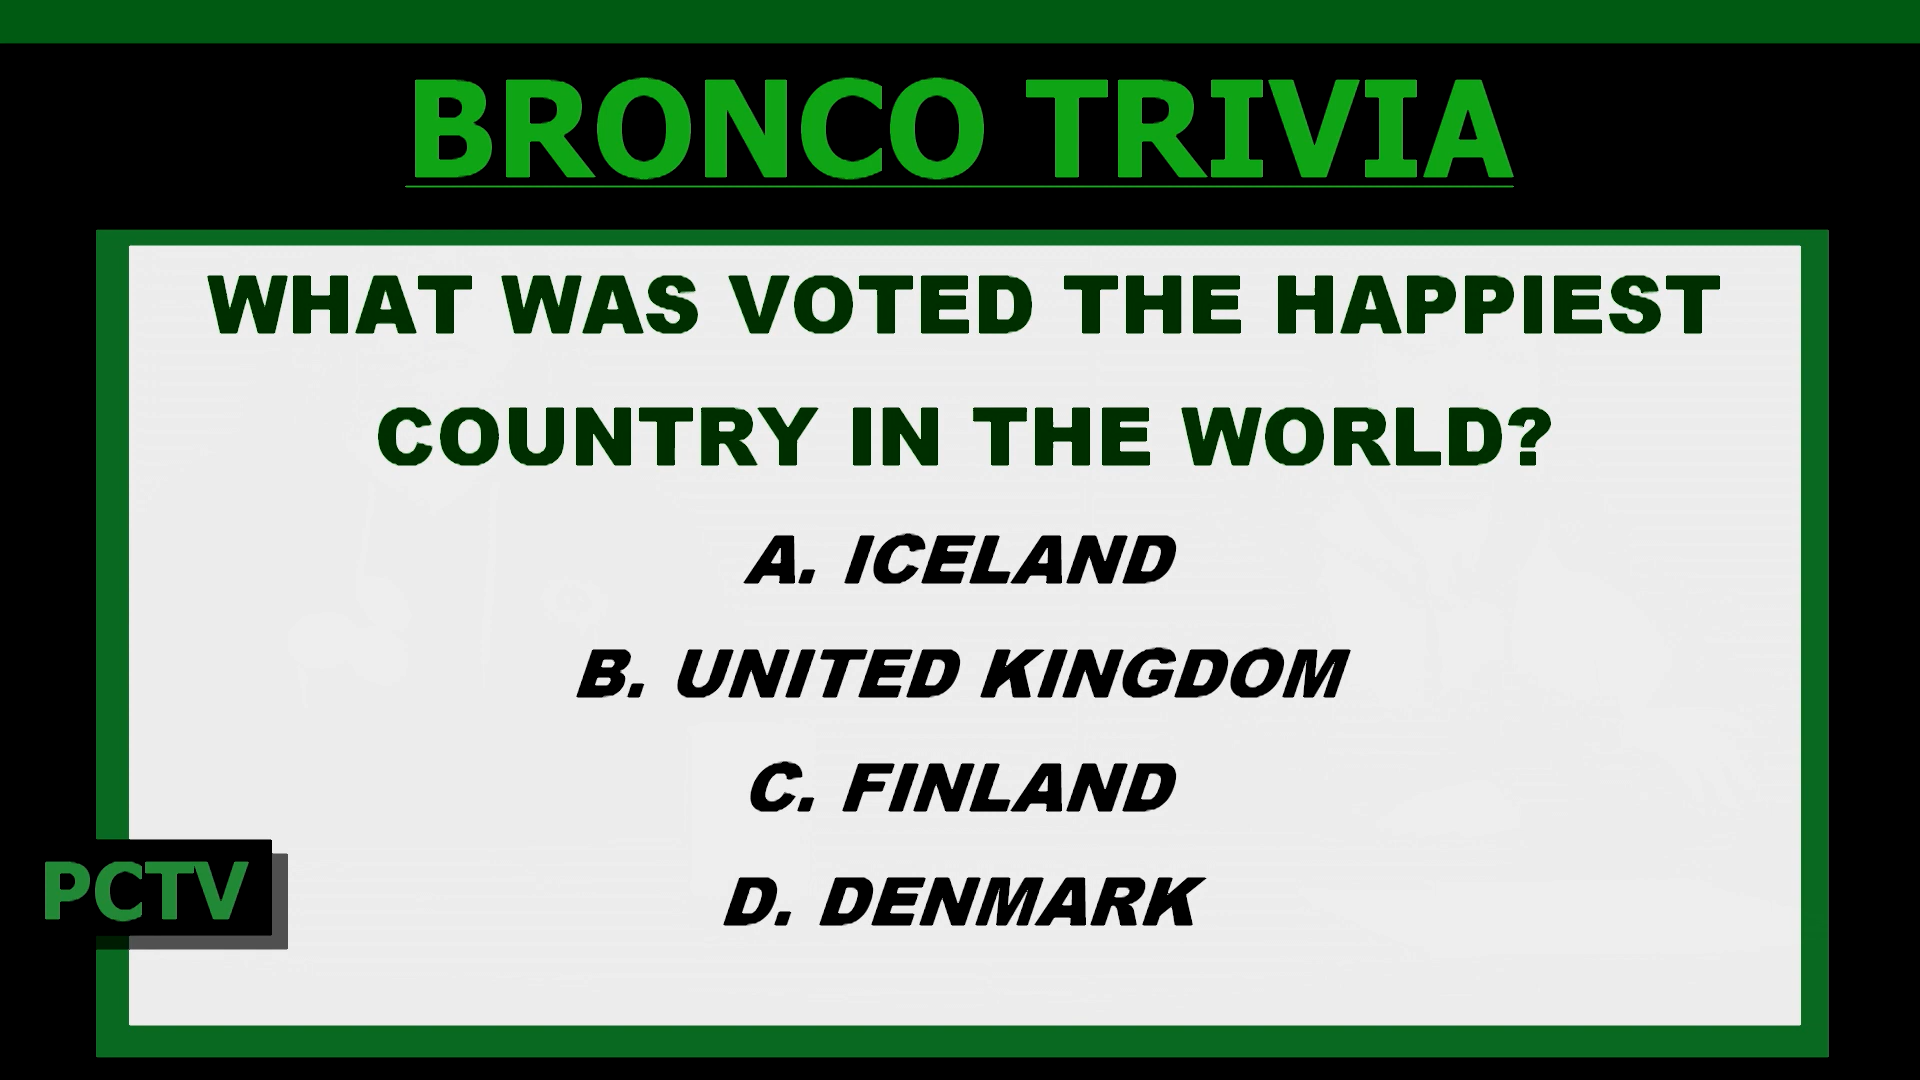 BRONCO TRIVIA
WHAT WAS VOTED THE HAPPIEST
COUNTRY IN THE WORLD?
A. ICELAND
B. UNITED KINGDOM
C. FINLAND
D. DENMARK
PCTV